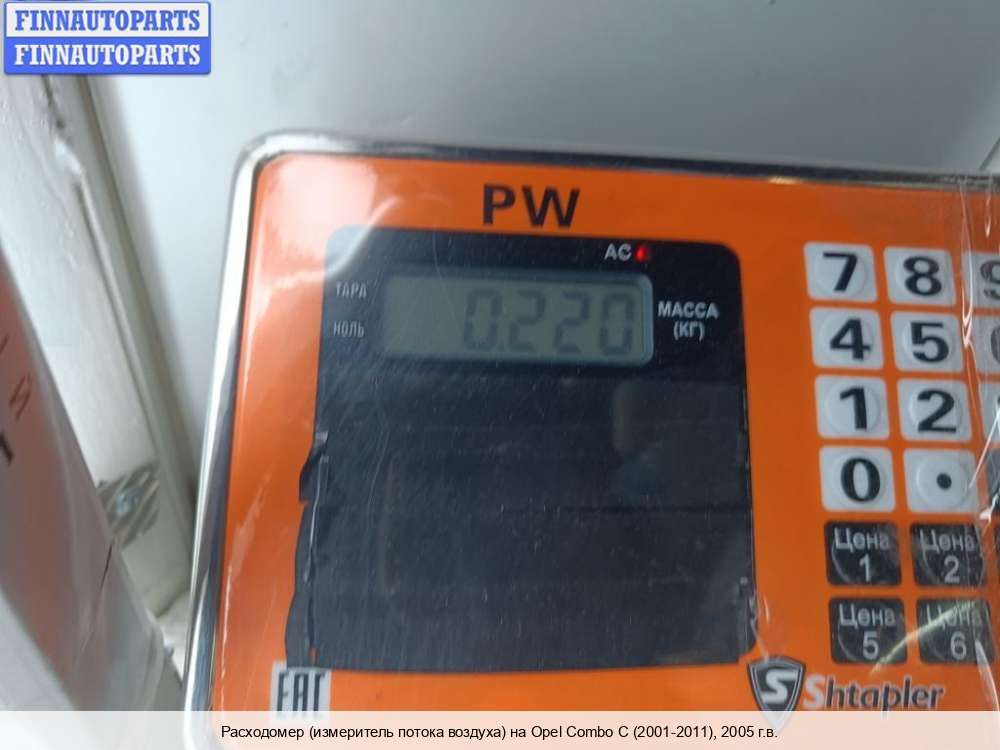 FINNAUTOPARTS
FINNAUTOPARTS
PW
AC
ТАРА
НОЛЬ
0.220
МАССА
(КГ)
7 8 9
4 5
1 2
0 .
Цена 1
Цена 2
Цена 5
Цена 6
EAC
S Shtapler
Расходомер (измеритель потока воздуха) на Opel Combo C (2001-2011), 2005 г.в.